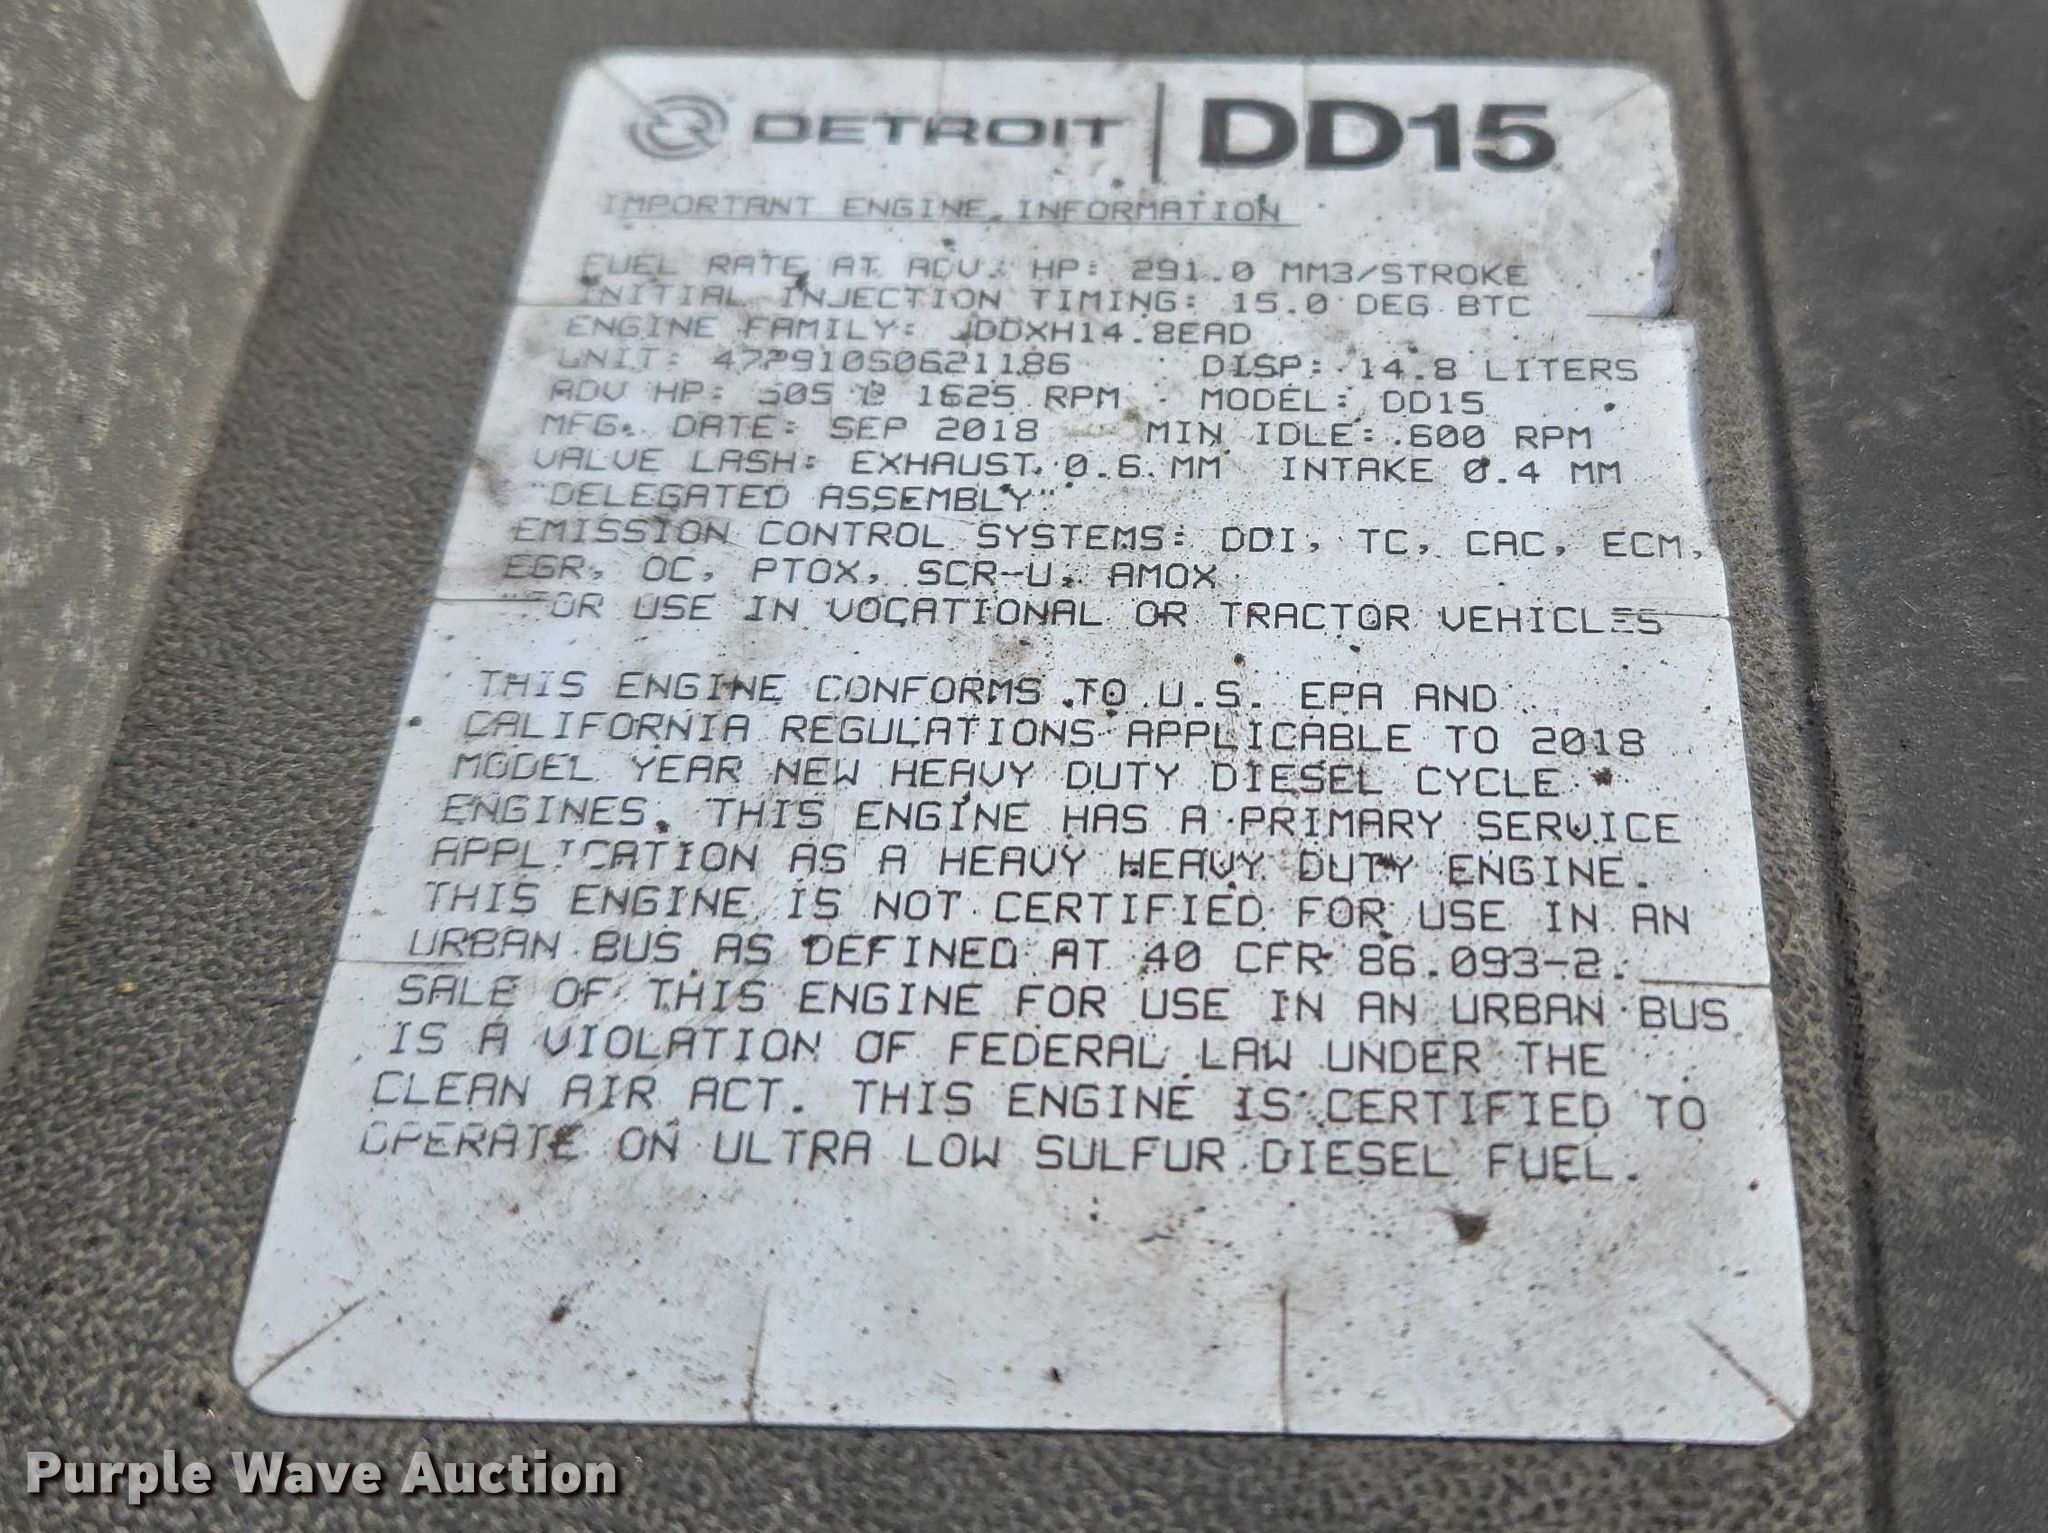 DETROIT | DD15
IMPORTANT ENGINE INFORMATION
FUEL RATE AT ADV. HP: 291.0 MM3/STROKE
INITIAL INJECTION TIMING: 15.0 DEG BTC
ENGINE FAMILY: JDDXH14.8EAD
UNIT: 472910S0621186 DISP: 14.8 LITERS
ADV HP: 505 @ 1625 RPM MODEL: DD15
MFG. DATE: SEP 2018 MIN IDLE: 600 RPM
VALVE LASH: EXHAUST 0.6 MM INTAKE 0.4 MM
"DELEGATED ASSEMBLY"
EMISSION CONTROL SYSTEMS: DDI, TC, CAC, ECM,
EGR, OC, PTOX, SCR-U, AMOX
"FOR USE IN VOCATIONAL OR TRACTOR VEHICLES
THIS ENGINE CONFORMS TO U.S. EPA AND
CALIFORNIA REGULATIONS APPLICABLE TO 2018
MODEL YEAR NEW HEAVY DUTY DIESEL CYCLE
ENGINES. THIS ENGINE HAS A PRIMARY SERVICE
APPLICATION AS A HEAVY HEAVY DUTY ENGINE.
THIS ENGINE IS NOT CERTIFIED FOR USE IN AN
URBAN BUS AS DEFINED AT 40 CFR 86.093-2.
SALE OF THIS ENGINE FOR USE IN AN URBAN BUS
IS A VIOLATION OF FEDERAL LAW UNDER THE
CLEAN AIR ACT. THIS ENGINE IS CERTIFIED TO
OPERATE ON ULTRA LOW SULFUR DIESEL FUEL.
Purple Wave Auction